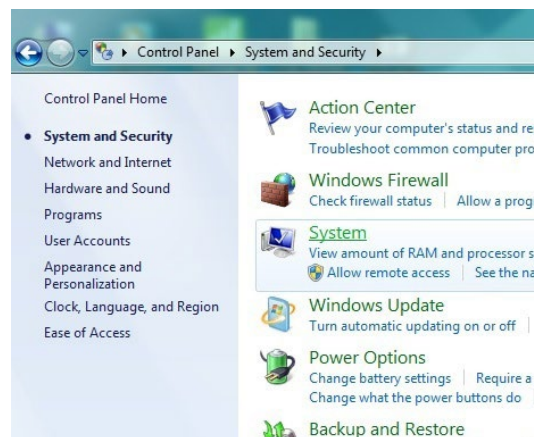 Control Panel System and Security
Control Panel Home
System and Security
Network and Internet
Hardware and Sound
Programs
User Accounts
Appearance and
Personalization
Clock, Language, and Region
Ease of Access
Action Center
Review your computer's status and re
Troubleshoot common computer pro
Windows Firewall
Check firewall status Allow a prog
System
View amount of RAM and processor s
Allow remote access See the na
Windows Update
Turn automatic updating on or off
Power Options
Change battery settings Require a
Change what the power buttons do
Backup and Restore